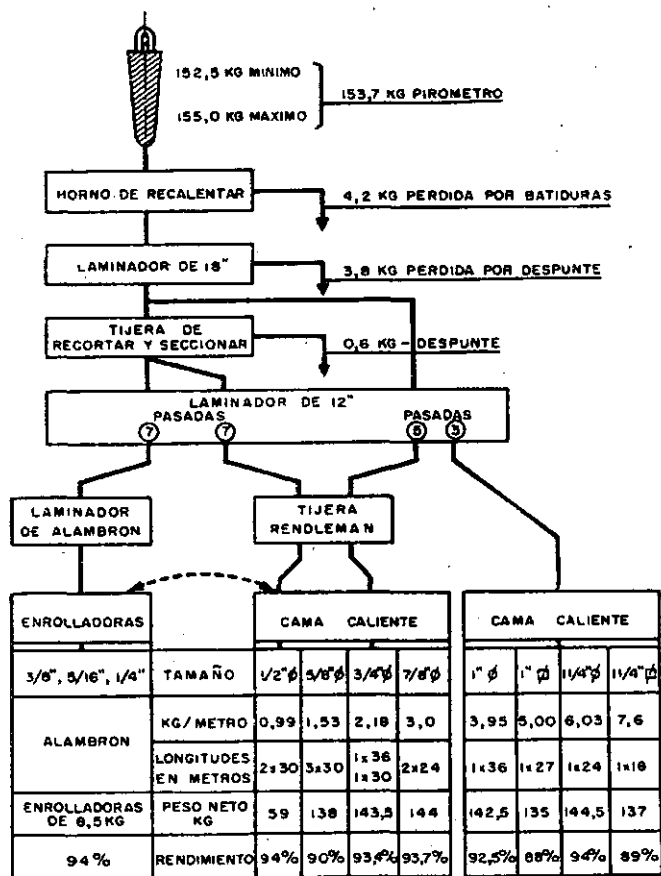 152,5 KG MINIMO
155,0 KG MAXIMO
153,7 KG PIROMETRO
HORNO DE RECALENTAR
4,2 KG PERDIDA POR BATIDURAS
LAMINADOR DE 18"
3,8 KG PERDIDA POR DESPUNTE
TIJERA DE
RECORTAR Y SECCIONAR
0,6 KG - DESPUNTE
LAMINADOR DE 12"
PASADAS PASADAS
7 7 5 3
LAMINADOR
DE ALAMBRON
TIJERA
RENDLEMAN
ENROLLADORAS CAMA CALIENTE CAMA CALIENTE
3/8", 5/16", 1/4" TAMAÑO 1/2"ϕ 5/8"ϕ 3/4"ϕ 7/8"ϕ 1"ϕ 1" 11/4"ϕ 11/4"
ALAMBRON
KG/METRO 0,99 1,53 2,18 3,0 3,95 5,00 6,03 7,6
LONGITUDES
EN METROS
2x30 3x30 1x36
1x30
2x24 1x36 1x27 1x24 1x18
ENROLLADORAS
DE 8,5 KG
PESO NETO
KG
59 138 143,5 144 142,5 135 144,5 137
94% RENDIMIENTO 94% 90% 93,4% 93,7% 92,5% 88% 94% 89%